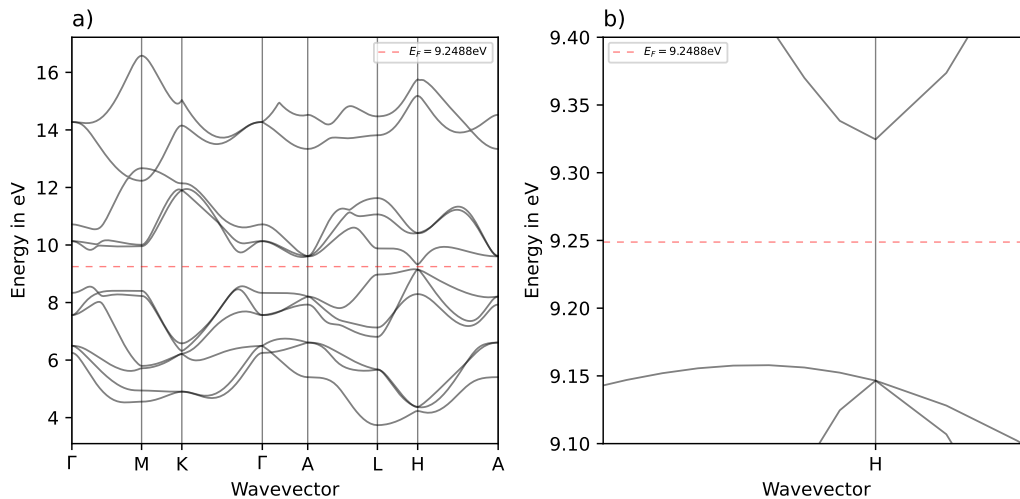 a)
E_F = 9.2488eV
16
14
12
10
8
6
4
Energy in eV
Γ M K Γ A L H A
Wavevector
b)
E_F = 9.2488eV
9.40
9.35
9.30
9.25
9.20
9.15
9.10
Energy in eV
H
Wavevector